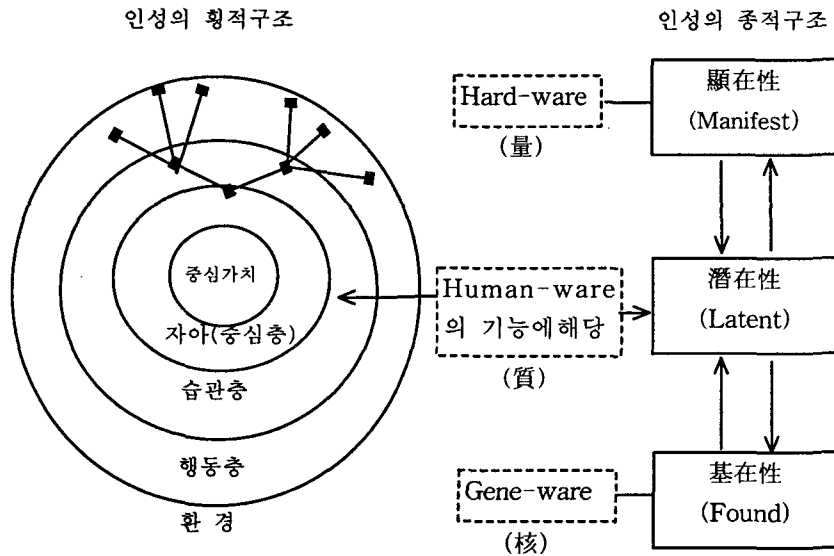 인성의 횡적구조
중심가치
자아(중심층)
습관층
행동층
환 경
인성의 종적구조
Hard-ware
(量)
顯在性
(Manifest)
Human-ware
의 기능에해당
(質)
潛在性
(Latent)
Gene-ware
(核)
基在性
(Found)